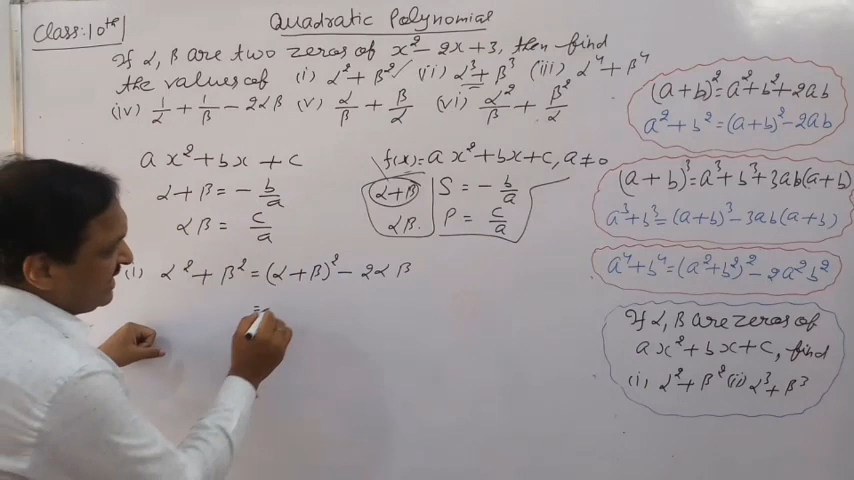 Quadratic Polynomial
Class:10th
If α, β are two zeros of x² - 2x + 3, then find
the values of (i) α² + β² ✓ (ii) α³ + β³ (iii) α⁴ + β⁴
(iv) 1/α + 1/β - 2αβ (v) α/β + β/α (vi) α²/β + β²/α
a x² + bx + c
α + β = - b/a
αβ = c/a
f(x) = a x² + bx + c, a ≠ 0
α + β S = - b/a
αβ. P = c/a
(i) α² + β² = (α + β)² - 2αβ
=
(a + b)² = a² + b² + 2ab
a² + b² = (a + b)² - 2ab
(a + b)³ = a³ + b³ + 3ab(a + b)
a³ + b³ = (a + b)³ - 3ab(a + b)
a⁴ + b⁴ = (a² + b²)² - 2a²b²
If α, β are zeros of
ax² + bx + c, find
(i) α² + β² (ii) α³ + β³